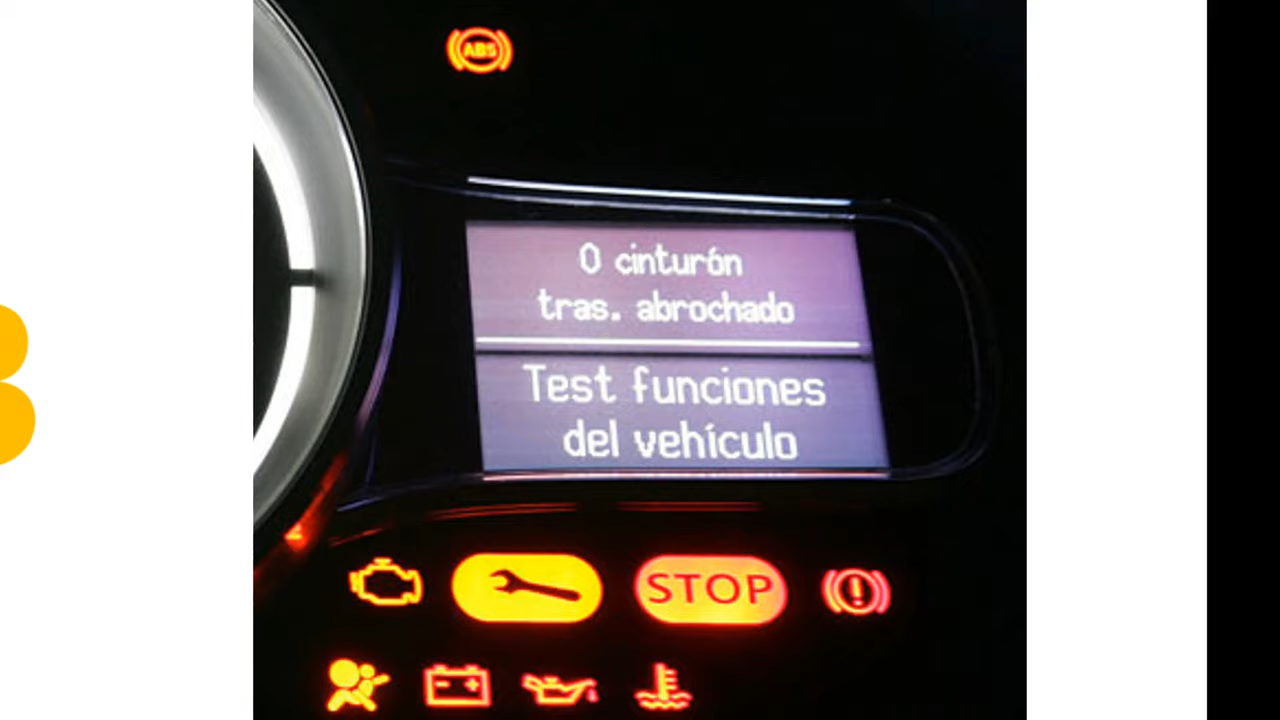 ABS
0 cinturón
tras. abrochado
Test funciones
del vehículo
STOP